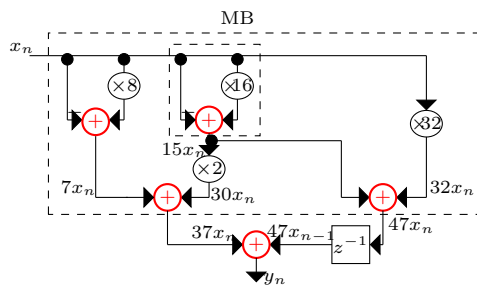 MB
x_n
×8
×16
×32
+
+
15x_n
×2
7x_n
30x_n
32x_n
+
+
37x_n
47x_{n−1}
47x_n
+
z^{−1}
y_n